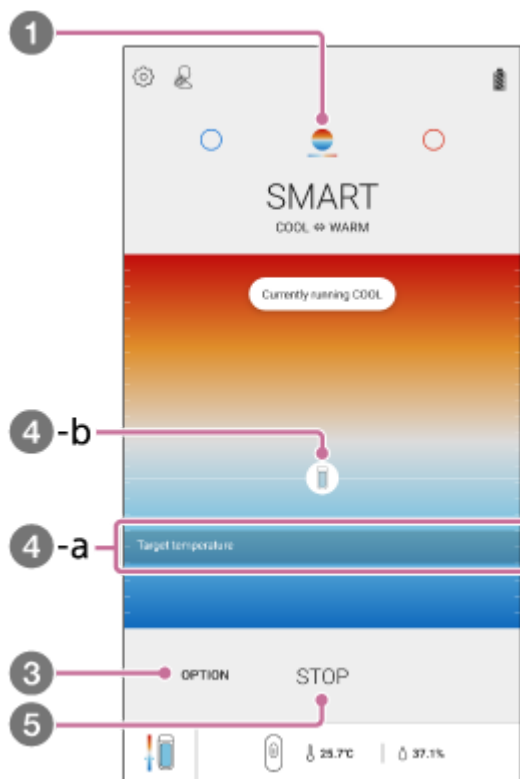 1
SMART
COOL ⇔ WARM
Currently running COOL
4 -b
4 -a
Target temperature
3
OPTION
STOP
5
25.7°C
37.1%